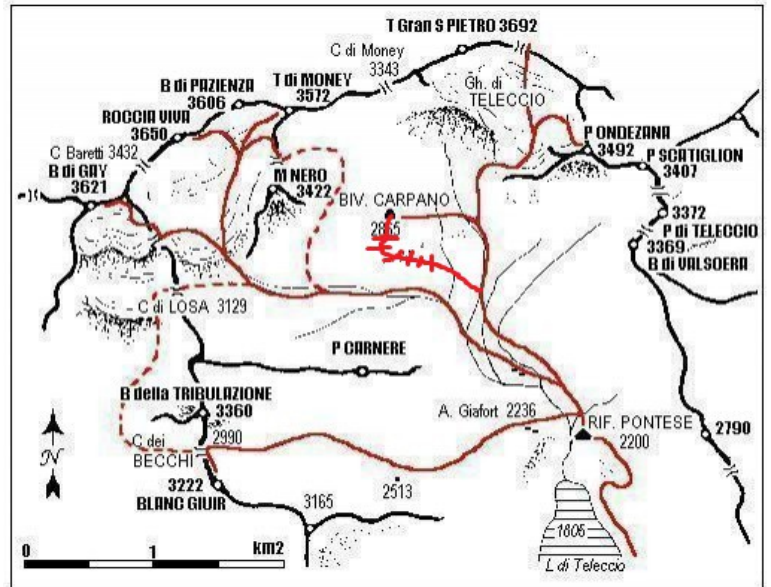 T Gran S PIETRO 3692
C di Money
3343
B di PAZIENZA
3606
T di MONEY
3572
Gh. di
TELECCIO
ROCCIA VIVA
3650
C Baretti 3432
B di GAY
3621
P ONDEZANA
3492
P SCATIGLION
3407
M NERO
3422
BIV. CARPANO
3372
P di TELECCIO
3369
B di VALSOERA
C di LOSA 3129
P CARNERE
B della TRIBULAZIONE
3360
A. Giafort 2236
RIF. PONTESE
2200
2790
C dei
BECCHI
2990
N
3222
BLANC GIUIR
3165
2513
1805
L di Teleccio
0 1 km2